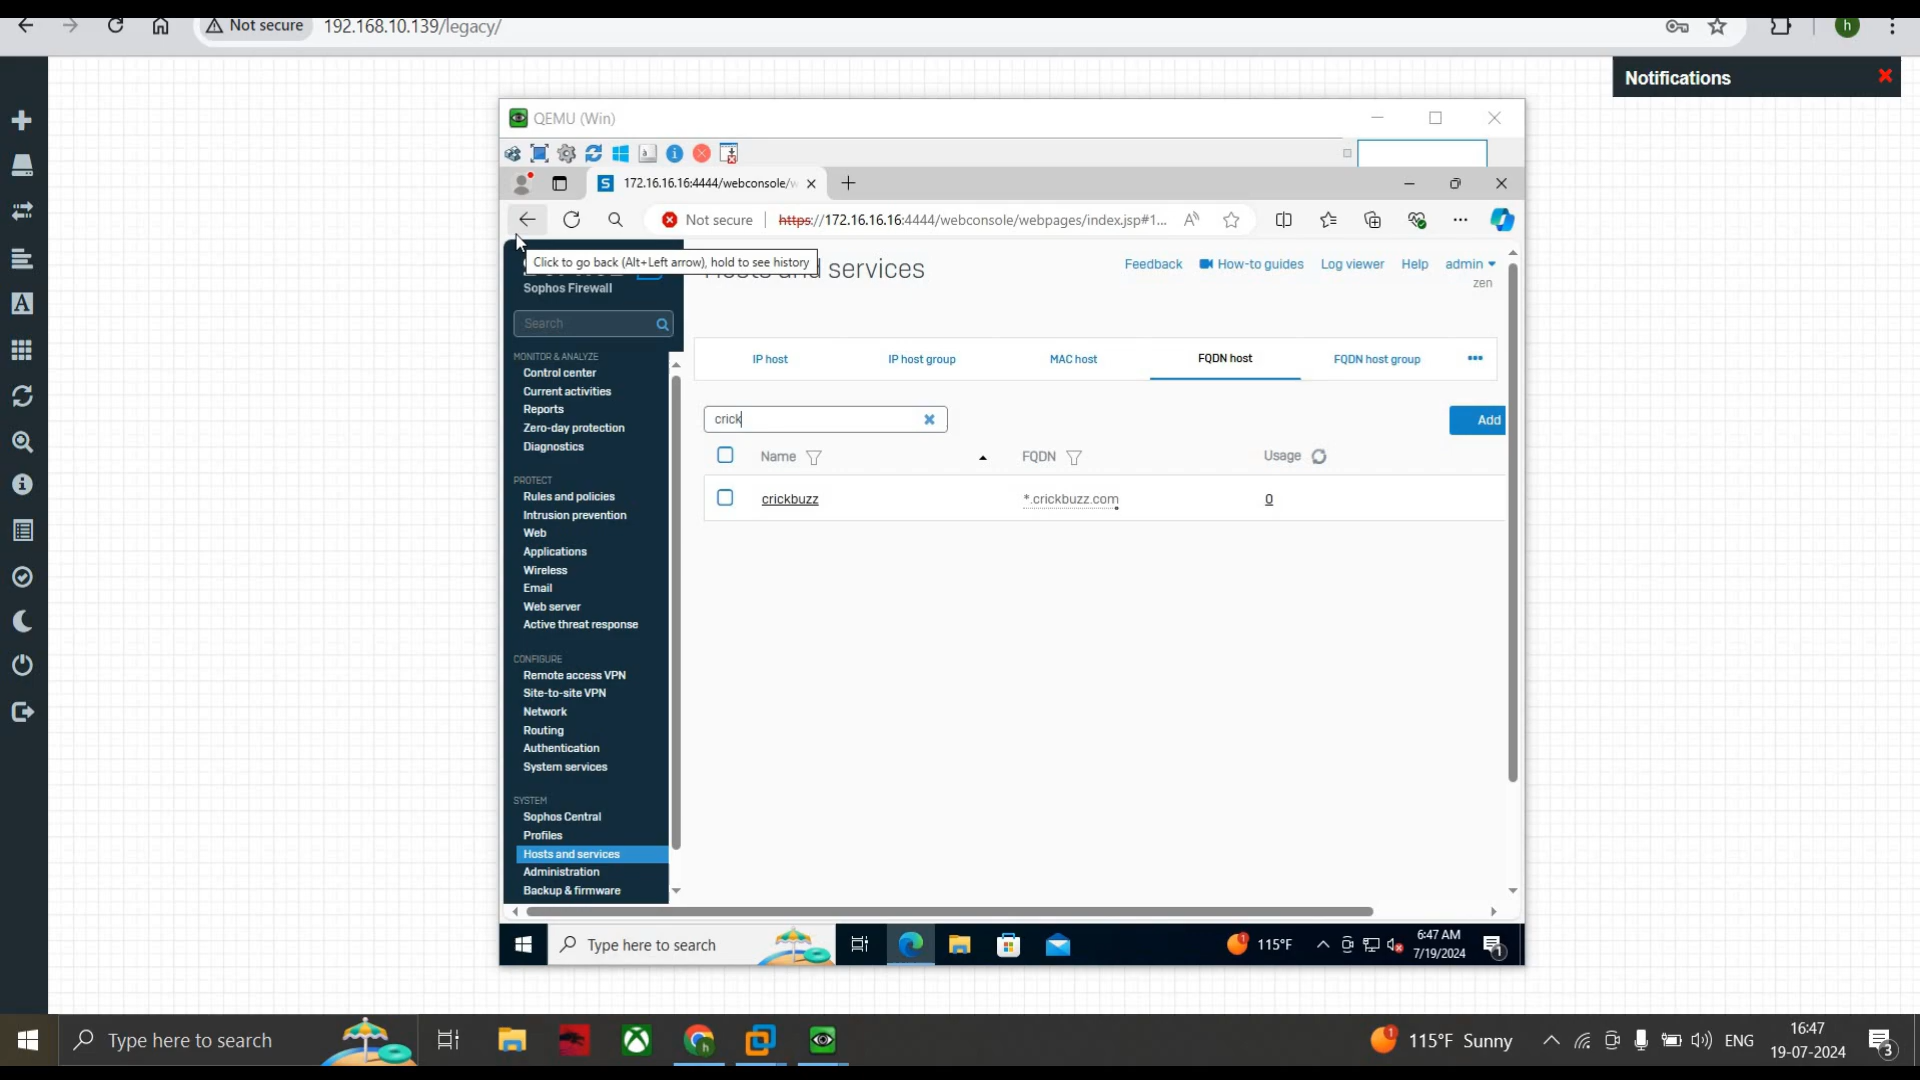 Not secure 192.168.10.139/legacy/ h
Notifications
QEMU (Win)
172.16.16.16:4444/webconsole/w
Not secure https://172.16.16.16:4444/webconsole/webpages/index.jsp#1...
Click to go back (Alt+Left arrow), hold to see history
Hosts and services
Feedback How-to guides Log viewer Help admin
zen
Sophos Firewall
Search
IP host IP host group MAC host FQDN host FQDN host group •••
crick
Add
Name FQDN Usage
crickbuzz *.crickbuzz.com 0
MONITOR & ANALYZE
Control center
Current activities
Reports
Zero-day protection
Diagnostics
PROTECT
Rules and policies
Intrusion prevention
Web
Applications
Wireless
Email
Web server
Active threat response
CONFIGURE
Remote access VPN
Site-to-site VPN
Network
Routing
Authentication
System services
SYSTEM
Sophos Central
Profiles
Hosts and services
Administration
Backup & firmware
Type here to search
1 115°F
6:47 AM
7/19/2024
1
Type here to search
1 115°F Sunny
ENG
16:47
19-07-2024
3